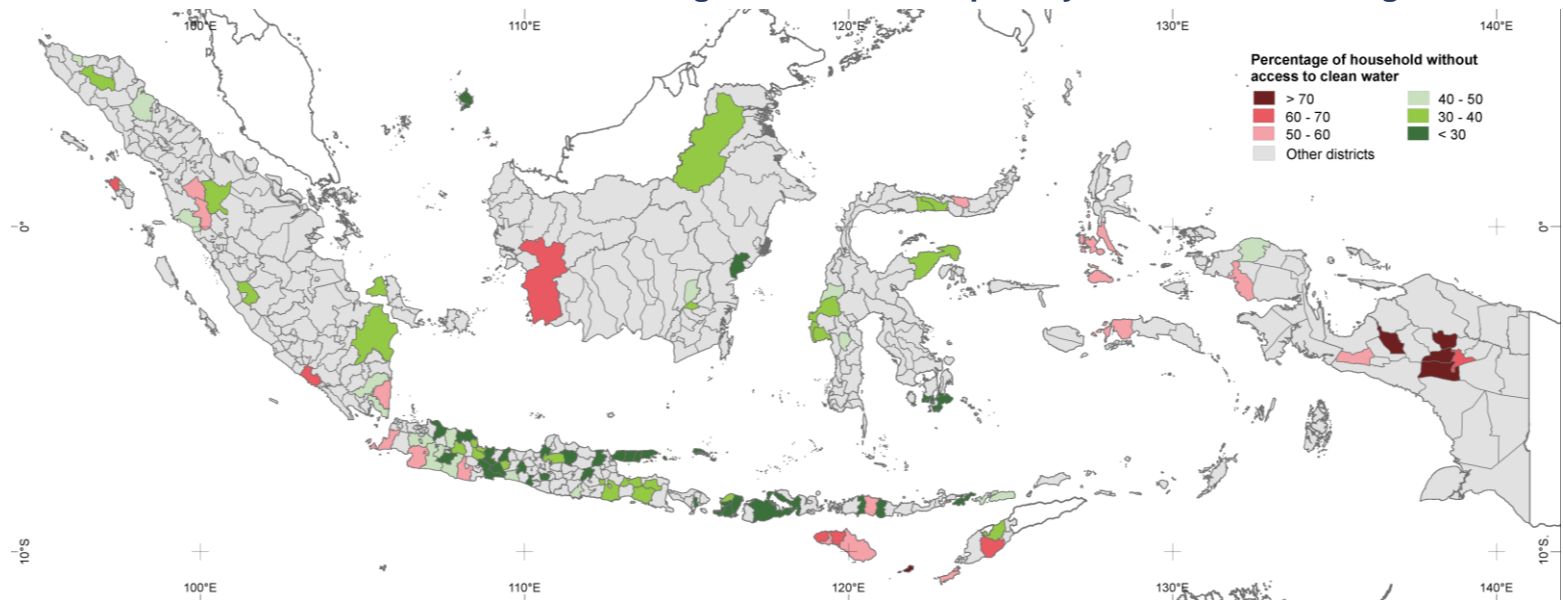 100°E
110°E
120°E
130°E
140°E
Percentage of household without
access to clean water
> 70
60 - 70
50 - 60
Other districts
40 - 50
30 - 40
< 30
0°
0°
10°S
10°S.
100°E
110°E
120°E
130°E
140°E